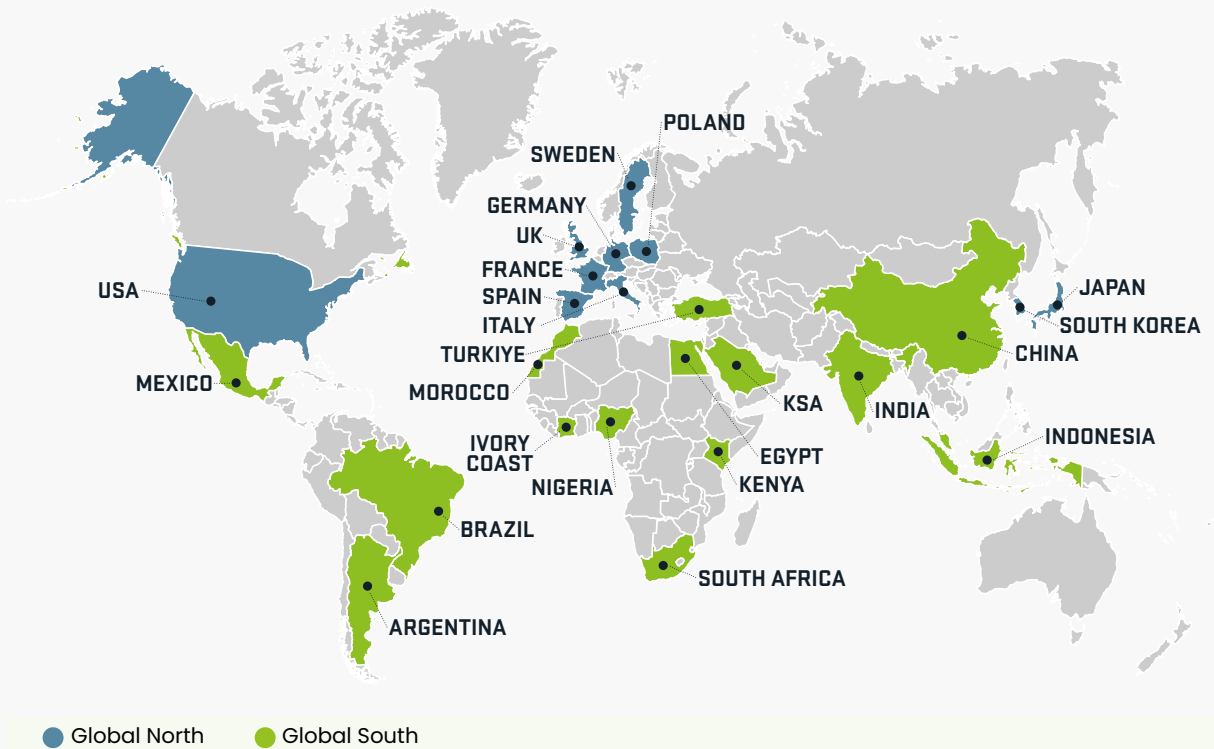 POLAND
SWEDEN
GERMANY
UK
FRANCE
SPAIN
ITALY
TURKIYE
MOROCCO
IVORY
COAST
NIGERIA
USA
MEXICO
BRAZIL
ARGENTINA
JAPAN
SOUTH KOREA
CHINA
INDIA
KSA
INDONESIA
EGYPT
KENYA
SOUTH AFRICA
Global North
Global South